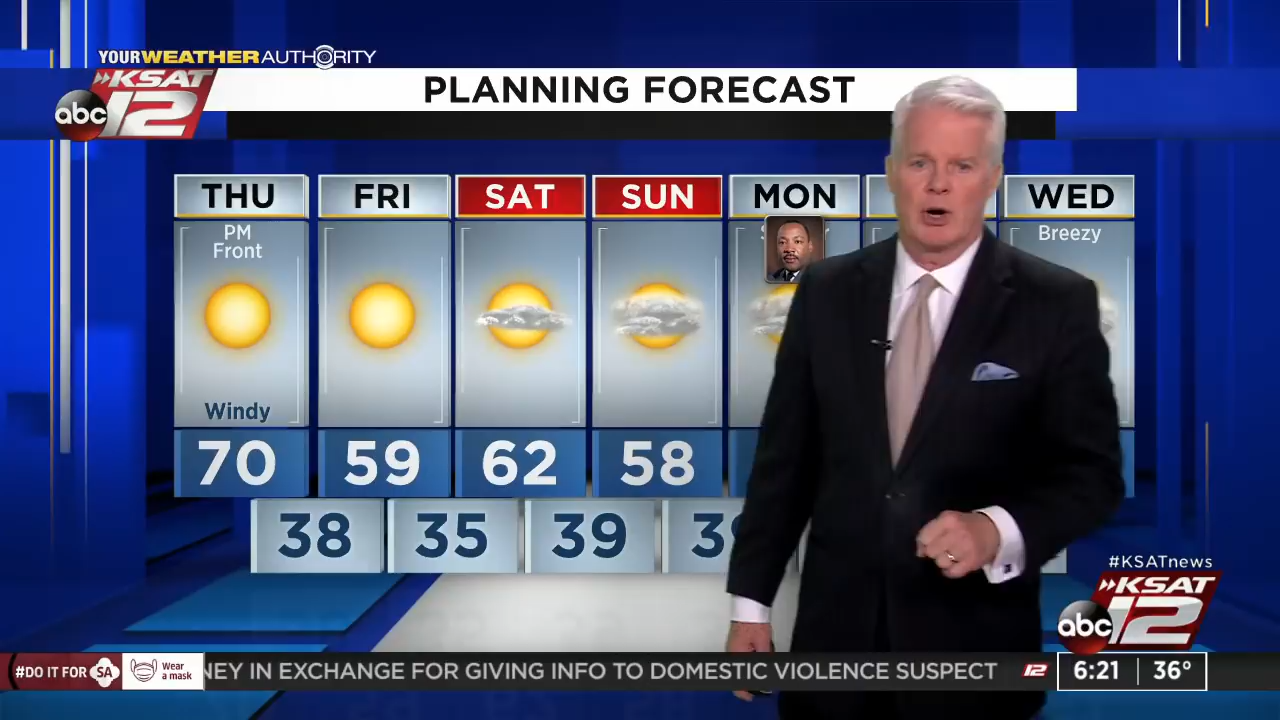 YOURWEATHERAUTHORITY
KSAT
abc 12
PLANNING FORECAST
THU FRI SAT SUN MON WED
PM
Front
Breezy
Windy
70 59 62 58
38 35 39
#KSATnews
KSAT
abc 12
#DO IT FOR SA
Wear
a mask
NEY IN EXCHANGE FOR GIVING INFO TO DOMESTIC VIOLENCE SUSPECT 12
6:21 36°